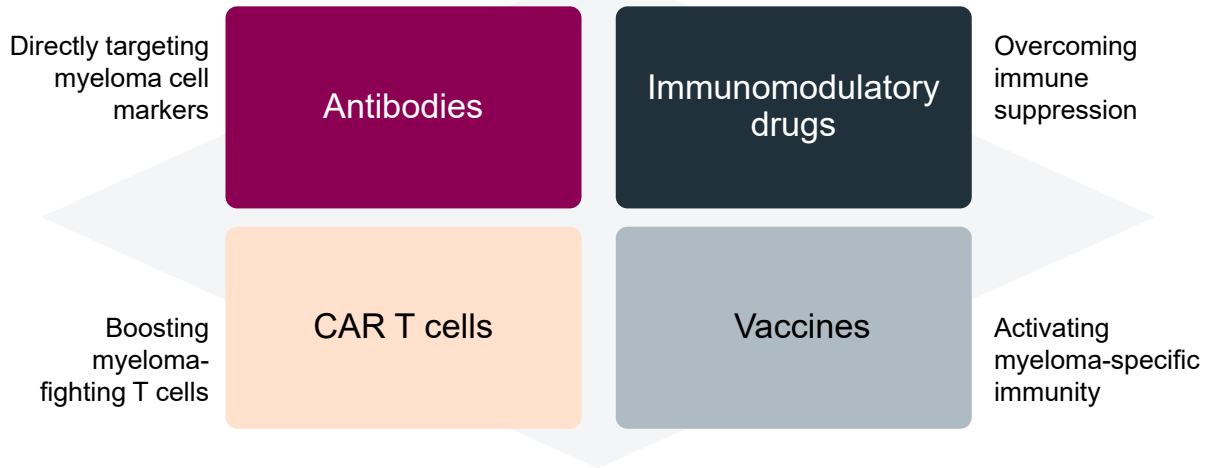 Directly targeting
myeloma cell
markers
Antibodies
Immunomodulatory
drugs
Overcoming
immune
suppression
Boosting
myeloma-
fighting T cells
CAR T cells
Vaccines
Activating
myeloma-specific
immunity